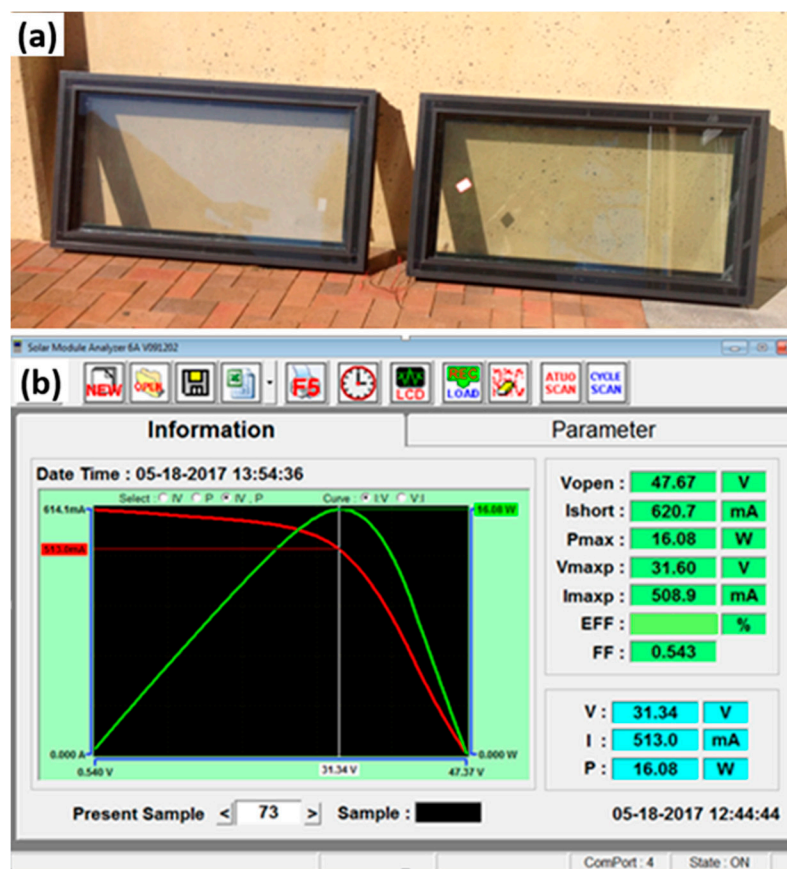 (a)
Solar Module Analyzer 6A V091202
(b)
NEW OPEN F5 LCD REC LOAD ATUO SCAN CYCLE SCAN
Information Parameter
Date Time : 05-18-2017 13:54:36
Select : IV P IV , P Curve : I:V V:I
614.1mA 16.08 W
513.0mA
0.000 A 0.000 W
0.540 V 31.34 V 47.37 V
Vopen : 47.67 V
Ishort : 620.7 mA
Pmax : 16.08 W
Vmaxp : 31.60 V
Imaxp : 508.9 mA
EFF : %
FF : 0.543
V : 31.34 V
I : 513.0 mA
P : 16.08 W
Present Sample < 73 > Sample : 05-18-2017 12:44:44
ComPort : 4 State : ON